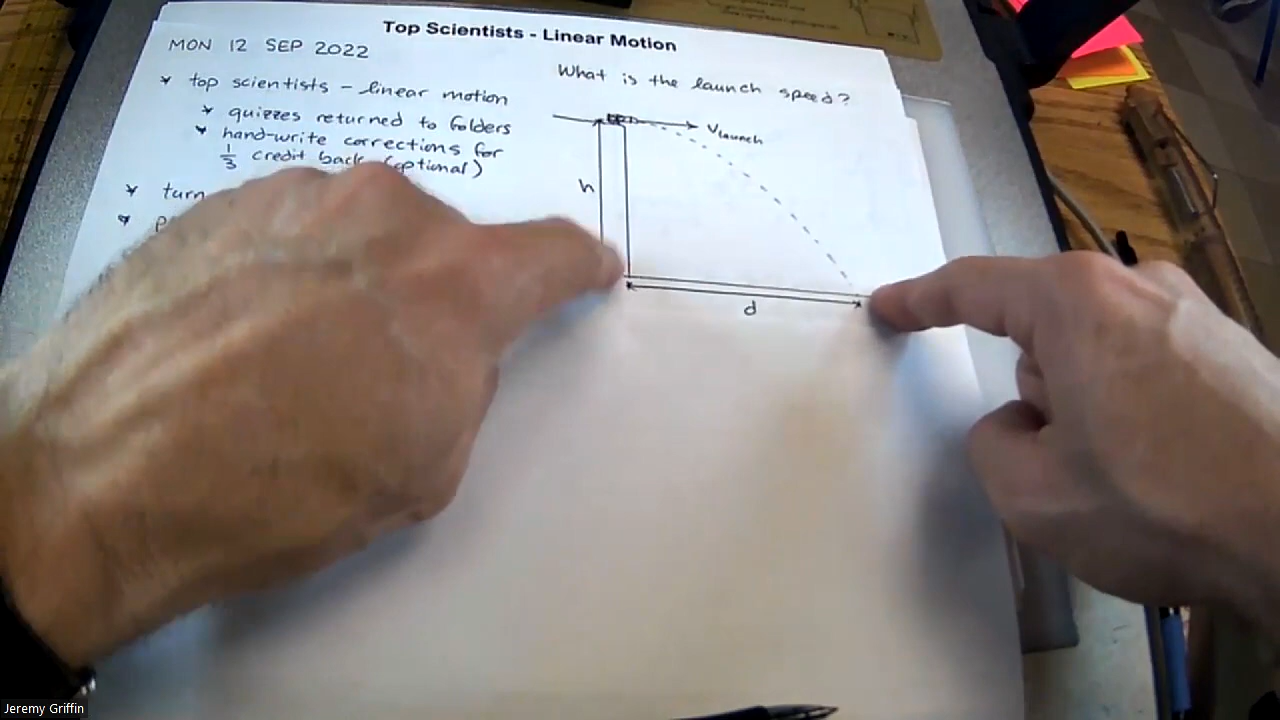 Top Scientists - Linear Motion
MON 12 SEP 2022
* top scientists - linear motion
* quizzes returned to folders
* hand-write corrections for
1/3 credit back (optional)
* turn
*
What is the launch speed?
Vlaunch
h
d
Jeremy Griffin